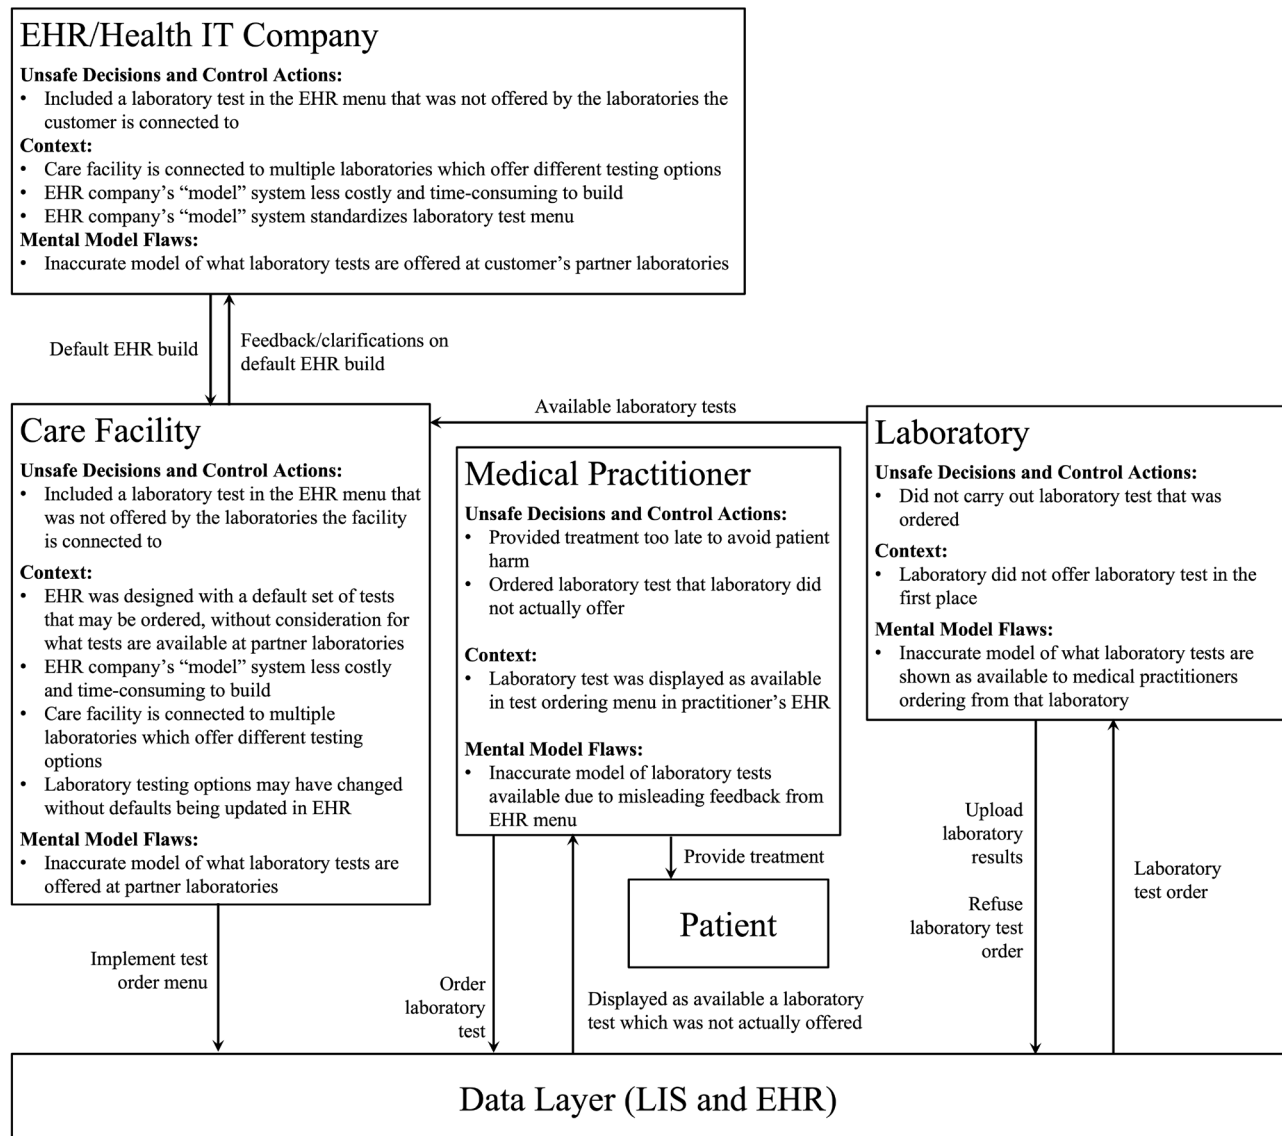 EHR/Health IT Company
Unsafe Decisions and Control Actions:
• Included a laboratory test in the EHR menu that was not offered by the laboratories the
customer is connected to
Context:
• Care facility is connected to multiple laboratories which offer different testing options
• EHR company’s “model” system less costly and time-consuming to build
• EHR company’s “model” system standardizes laboratory test menu
Mental Model Flaws:
• Inaccurate model of what laboratory tests are offered at customer’s partner laboratories
Default EHR build
Feedback/clarifications on
default EHR build
Available laboratory tests
Care Facility
Unsafe Decisions and Control Actions:
• Included a laboratory test in the EHR menu that
was not offered by the laboratories the facility
is connected to
Context:
• EHR was designed with a default set of tests
that may be ordered, without consideration for
what tests are available at partner laboratories
• EHR company’s “model” system less costly
and time-consuming to build
• Care facility is connected to multiple
laboratories which offer different testing
options
• Laboratory testing options may have changed
without defaults being updated in EHR
Mental Model Flaws:
• Inaccurate model of what laboratory tests are
offered at partner laboratories
Medical Practitioner
Unsafe Decisions and Control Actions:
• Provided treatment too late to avoid patient
harm
• Ordered laboratory test that laboratory did
not actually offer
Context:
• Laboratory test was displayed as available
in test ordering menu in practitioner’s EHR
Mental Model Flaws:
• Inaccurate model of laboratory tests
available due to misleading feedback from
EHR menu
Laboratory
Unsafe Decisions and Control Actions:
• Did not carry out laboratory test that was
ordered
Context:
• Laboratory did not offer laboratory test in the
first place
Mental Model Flaws:
• Inaccurate model of what laboratory tests are
shown as available to medical practitioners
ordering from that laboratory
Provide treatment
Patient
Implement test
order menu
Order
laboratory
test
Displayed as available a laboratory
test which was not actually offered
Upload
laboratory
results
Refuse
laboratory test
order
Laboratory
test order
Data Layer (LIS and EHR)